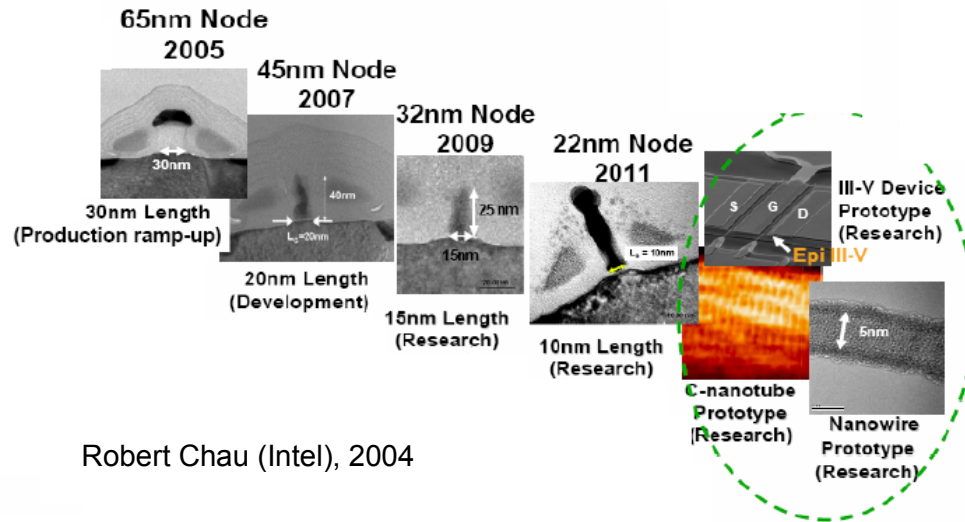 65nm Node
2005
30nm
30nm Length
(Production ramp-up)
45nm Node
2007
40nm
LG=20nm
20nm Length
(Development)
32nm Node
2009
25 nm
15nm
15nm Length
(Research)
22nm Node
2011
Lg = 10nm
10nm Length
(Research)
S G D
III-V Device
Prototype
(Research)
Epi III-V
C-nanotube
Prototype
(Research)
5nm
Nanowire
Prototype
(Research)
Robert Chau (Intel), 2004